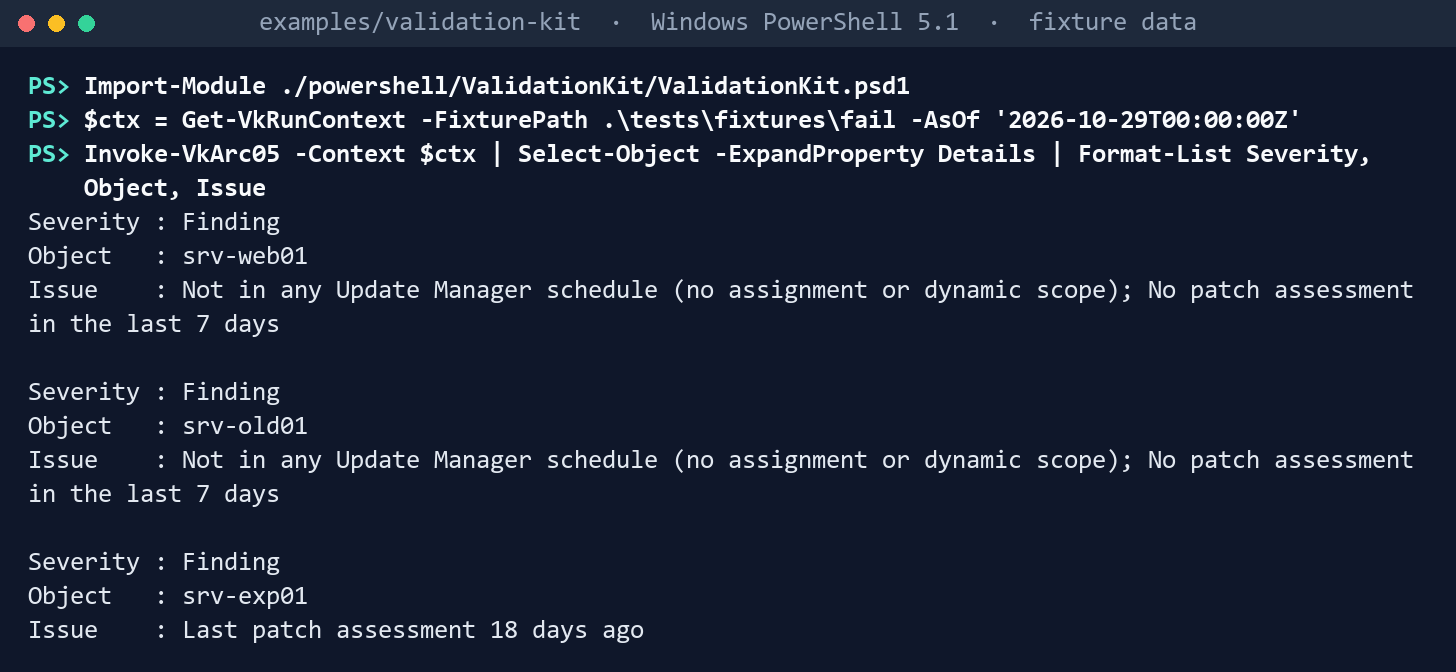 examples/validation-kit · Windows PowerShell 5.1 · fixture data
PS> Import-Module ./powershell/ValidationKit/ValidationKit.psd1
PS> $ctx = Get-VkRunContext -FixturePath .\tests\fixtures\fail -AsOf '2026-10-29T00:00:00Z'
PS> Invoke-VkArc05 -Context $ctx | Select-Object -ExpandProperty Details | Format-List Severity,
Object, Issue
Severity : Finding
Object   : srv-web01
Issue    : Not in any Update Manager schedule (no assignment or dynamic scope); No patch assessment
in the last 7 days
Severity : Finding
Object   : srv-old01
Issue    : Not in any Update Manager schedule (no assignment or dynamic scope); No patch assessment
in the last 7 days
Severity : Finding
Object   : srv-exp01
Issue    : Last patch assessment 18 days ago